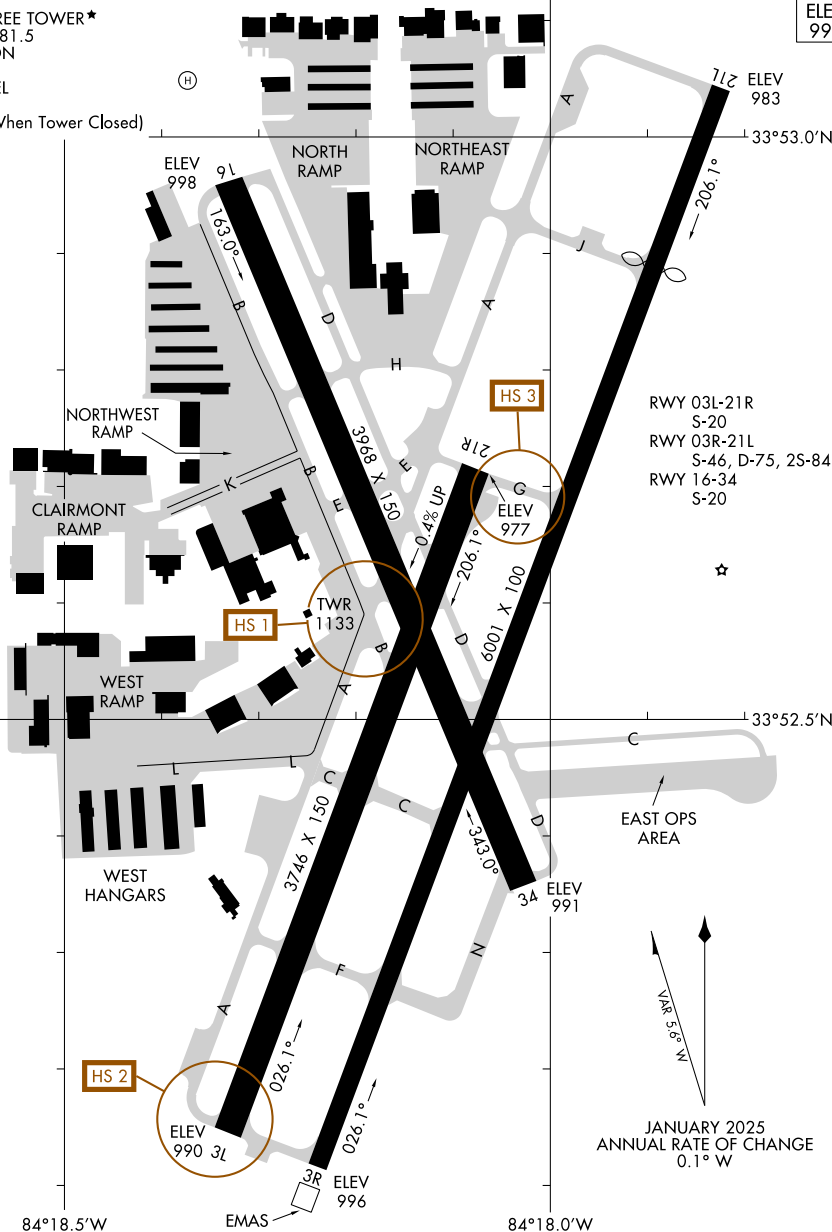 REE TOWER★
81.5
ON
EL
When Tower Closed)
ELE
99
H
21L
ELEV
983
A
33°53.0'N
NORTH
RAMP
NORTHEAST
RAMP
ELEV
998
16
163.0°
206.1°
J
B
D
A
H
HS 3
RWY 03L-21R
S-20
RWY 03R-21L
S-46, D-75, 2S-84
RWY 16-34
S-20
NORTHWEST
RAMP
3968 X 150
21R
E
B
K
E
G
ELEV
977
0.4% UP
206.1°
CLAIRMONT
RAMP
6001 X 100
TWR
1133
HS 1
B
D
A
WEST
RAMP
33°52.5'N
C
L
L
C
C
EAST OPS
AREA
3746 X 150
343.0°
D
WEST
HANGARS
34
ELEV
991
N
F
A
VAR 5.6° W
026.1°
HS 2
026.1°
ELEV
990
3L
JANUARY 2025
ANNUAL RATE OF CHANGE
0.1° W
3R
ELEV
996
EMAS
84°18.5'W
84°18.0'W